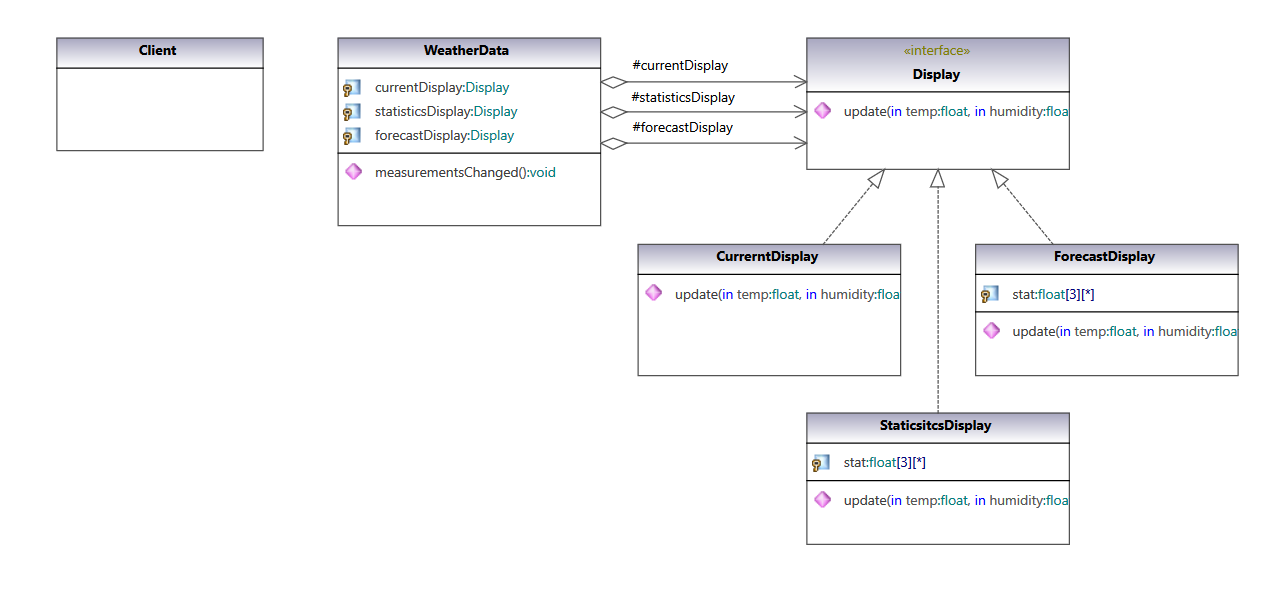 Client
WeatherData
currentDisplay:Display
statisticsDisplay:Display
forecastDisplay:Display
measurementsChanged():void
#currentDisplay
#statisticsDisplay
#forecastDisplay
«interface»
Display
update(in temp:float, in humidity:floa
CurrerntDisplay
update(in temp:float, in humidity:floa
ForecastDisplay
stat:float[3][*]
update(in temp:float, in humidity:floa
StaticsitcsDisplay
stat:float[3][*]
update(in temp:float, in humidity:floa